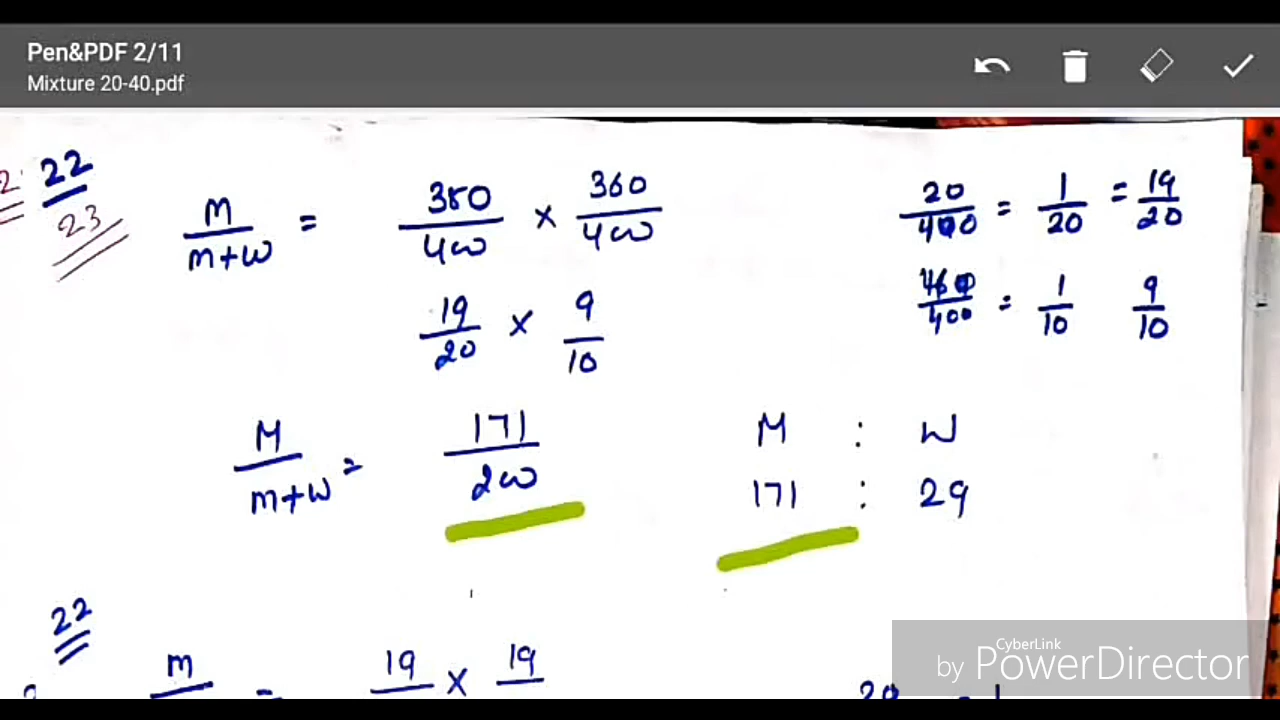 Pen&PDF 2/11
Mixture 20-40.pdf
22
23
M/m+w = 380/400 × 360/400
20/400 = 1/20 = 19/20
19/20 × 9/10
/400 = 1/10 9/10
M/m+w = 171/200
M : W
171 : 29
22
m = 19 × 19
CyberLink
by PowerDirector